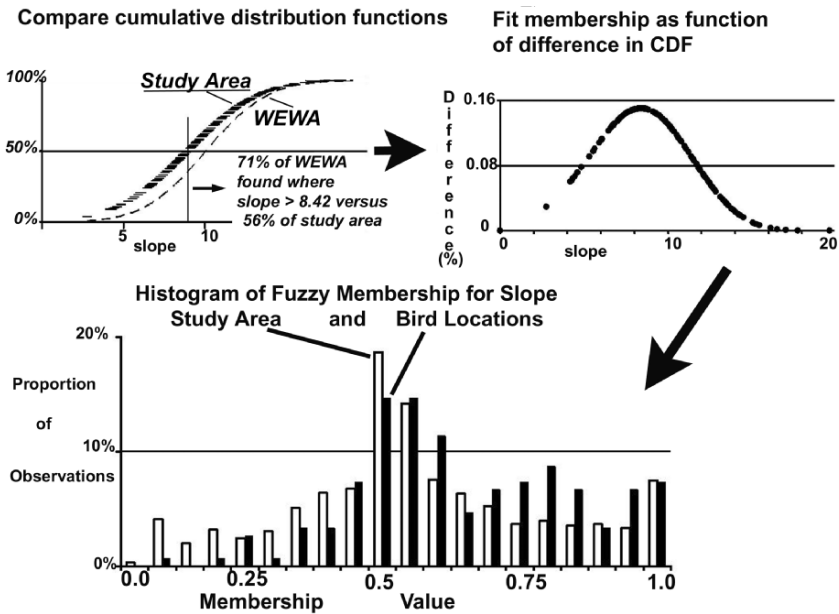 Compare cumulative distribution functions
100%
50%
0%
Study Area
WEWA
71% of WEWA
found where
slope > 8.42 versus
56% of study area
5
10
slope
Fit membership as function
of difference in CDF
Difference
(%)
0.16
0.08
0
0
10
20
slope
Histogram of Fuzzy Membership for Slope
Study Area and Bird Locations
20%
10%
0%
Proportion
of
Observations
0.0
0.25
0.5
0.75
1.0
Membership Value